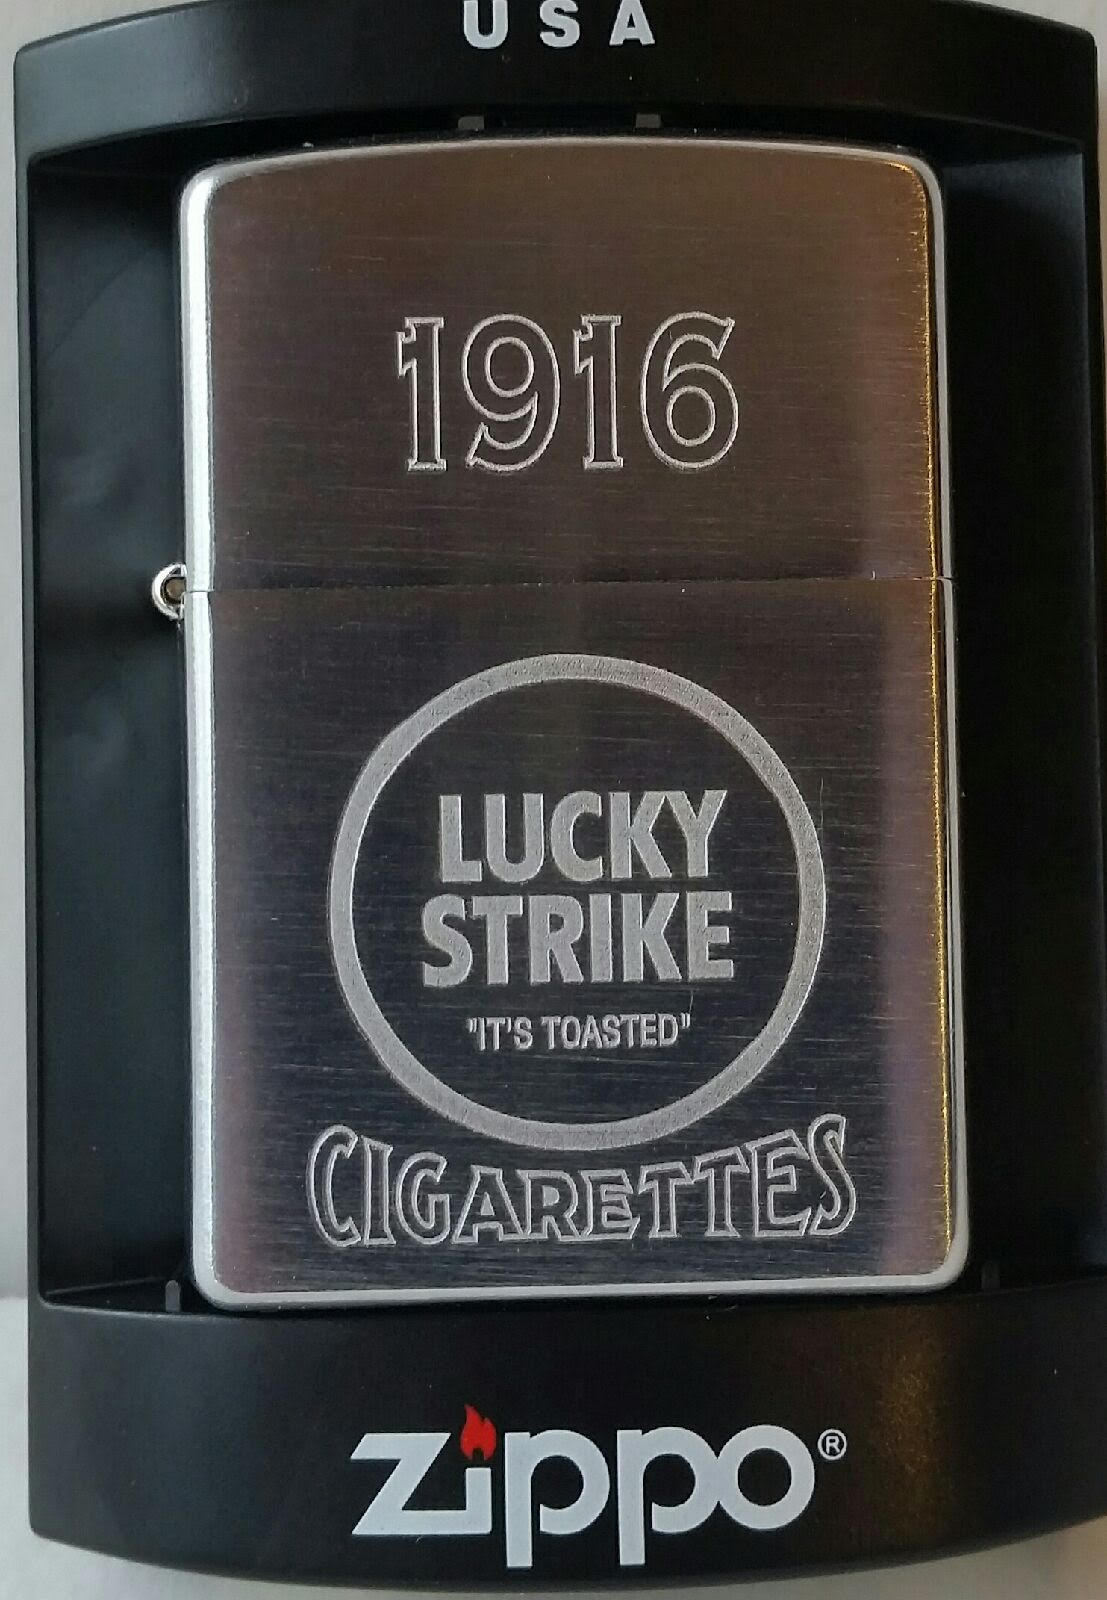 USA
1916
LUCKY
STRIKE
"IT'S TOASTED"
CIGARETTES
Zippo®